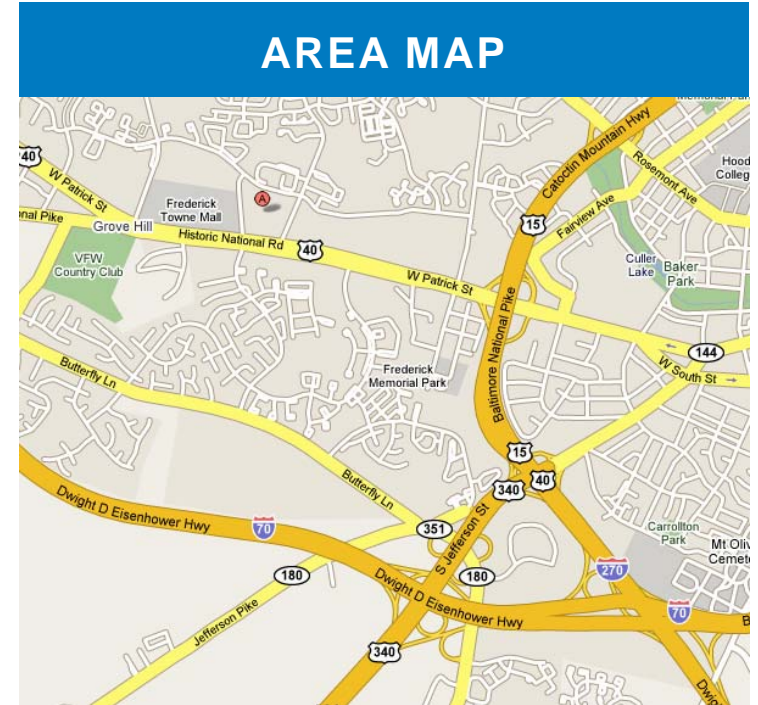 AREA MAP
Catoctin Mountain Hwy
Rosemont Ave
Hood
40
W Patrick St
Frederick
Towne Mall
A
15
Fairview Ave
Grove Hill
Historic National Rd
40
VFW
Country Club
W Patrick St
Culler
Lake
Baker
Park
Baltimore National Pike
144
W South St
Butterfly Ln
Frederick
Memorial Park
15
340
40
Butterfly Ln
Dwight D Eisenhower Hwy
70
351
S Jefferson St
Carrollton
Park
Mt Oliv
Cemete
180
Dwight D Eisenhower Hwy
180
270
70
Jefferson Pike
340